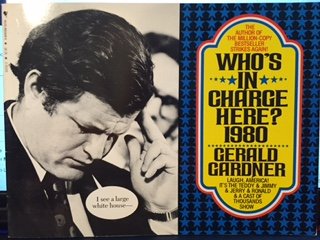 I see a large
white house—
THE AUTHOR OF
THE MILLION-COPY
BESTSELLER
STRIKES AGAIN!
WHO'S
IN
CHARGE
HERE?
1980
GERALD
GARDNER
LAUGH, AMERICA!
IT'S THE TEDDY & JIMMY
& JERRY & RONALD
& A CAST OF
THOUSANDS
SHOW